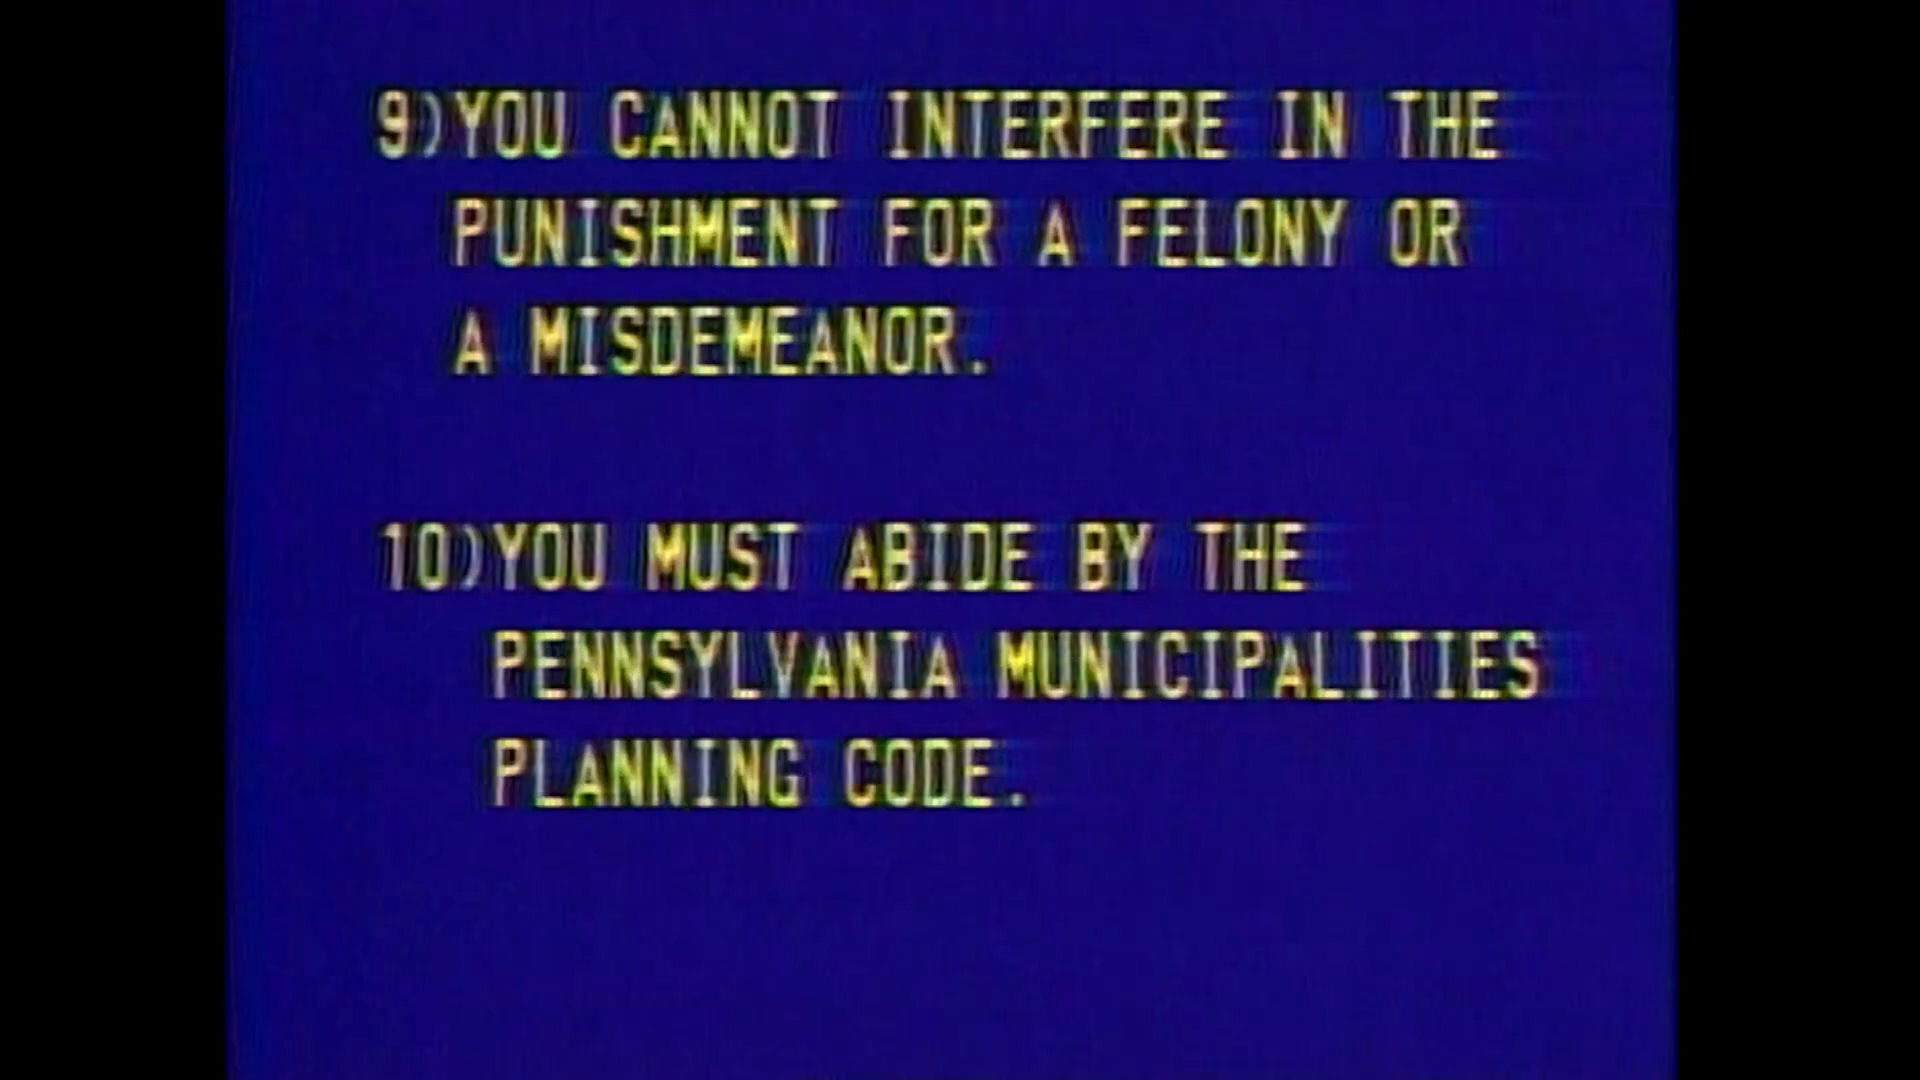 9)YOU CANNOT INTERFERE IN THE
PUNISHMENT FOR A FELONY OR
A MISDEMEANOR.
10)YOU MUST ABIDE BY THE
PENNSYLVANIA MUNICIPALITIES
PLANNING CODE.